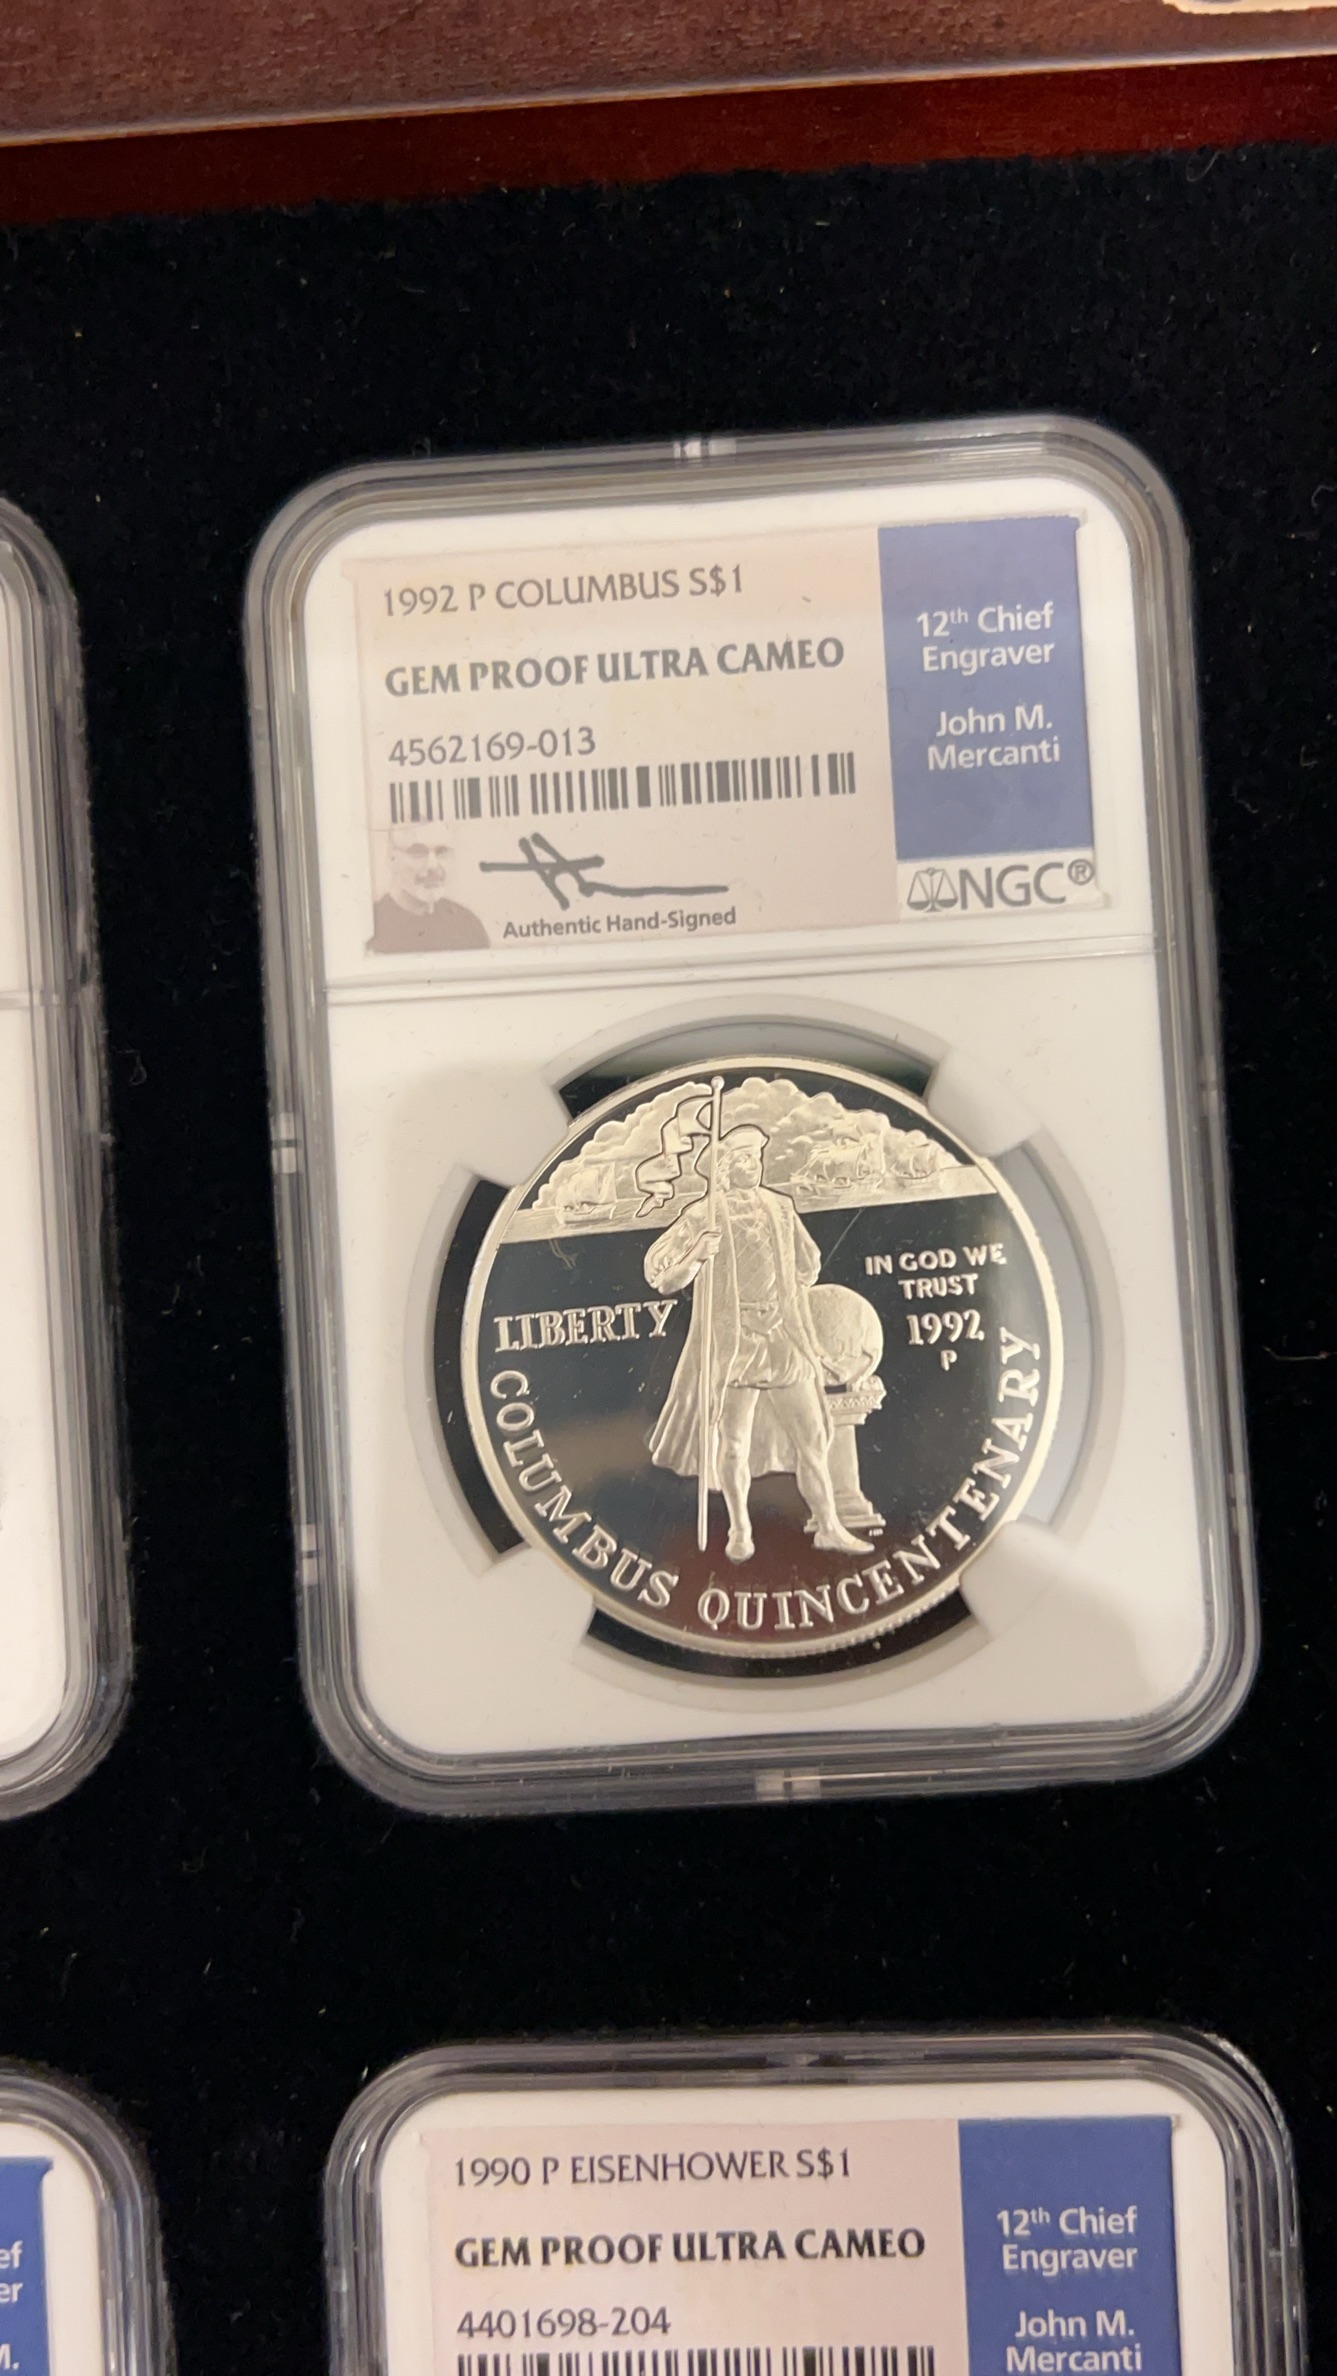 1992 P COLUMBUS S$1
GEM PROOF ULTRA CAMEO
4562169-013
12th Chief
Engraver
John M.
Mercanti
Authentic Hand-Signed
NGC®
IN GOD WE
TRUST
LIBERTY
1992
P
COLUMBUS QUINCENTENARY
1990 P EISENHOWER S$1
GEM PROOF ULTRA CAMEO
4401698-204
12th Chief
Engraver
John M.
Mercanti
ef
er
M.